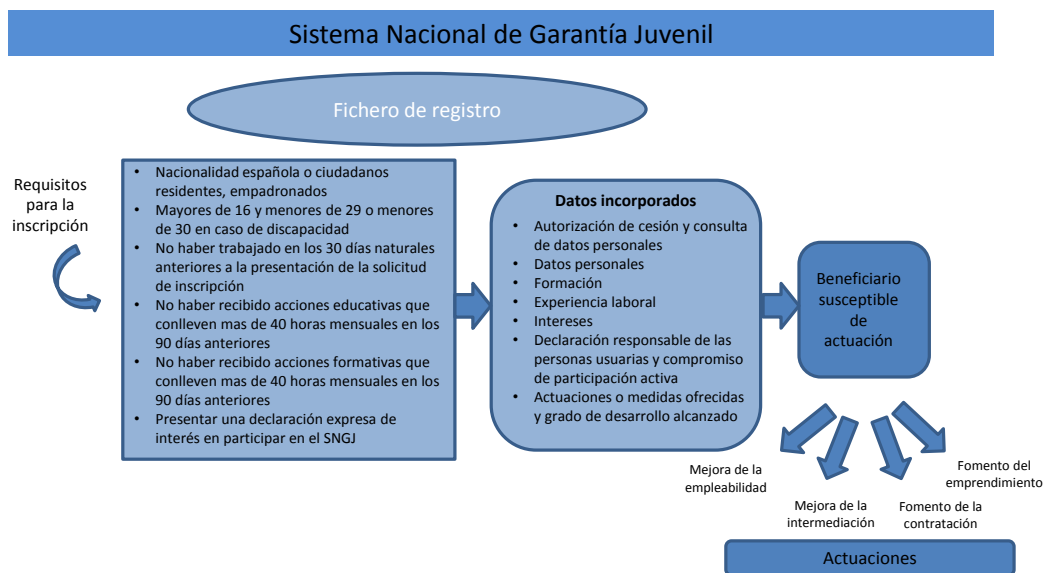 Sistema Nacional de Garantía Juvenil
Fichero de registro
Requisitos
para la
inscripción
• Nacionalidad española o ciudadanos
residentes, empadronados
• Mayores de 16 y menores de 29 o menores
de 30 en caso de discapacidad
• No haber trabajado en los 30 días naturales
anteriores a la presentación de la solicitud
de inscripción
• No haber recibido acciones educativas que
conlleven mas de 40 horas mensuales en los
90 días anteriores
• No haber recibido acciones formativas que
conlleven mas de 40 horas mensuales en los
90 días anteriores
• Presentar una declaración expresa de
interés en participar en el SNGJ
Datos incorporados
• Autorización de cesión y consulta
de datos personales
• Datos personales
• Formación
• Experiencia laboral
• Intereses
• Declaración responsable de las
personas usuarias y compromiso
de participación activa
• Actuaciones o medidas ofrecidas
y grado de desarrollo alcanzado
Beneficiario
susceptible
de
actuación
Mejora de la
empleabilidad
Mejora de la
intermediación
Fomento de la
contratación
Fomento del
emprendimiento
Actuaciones